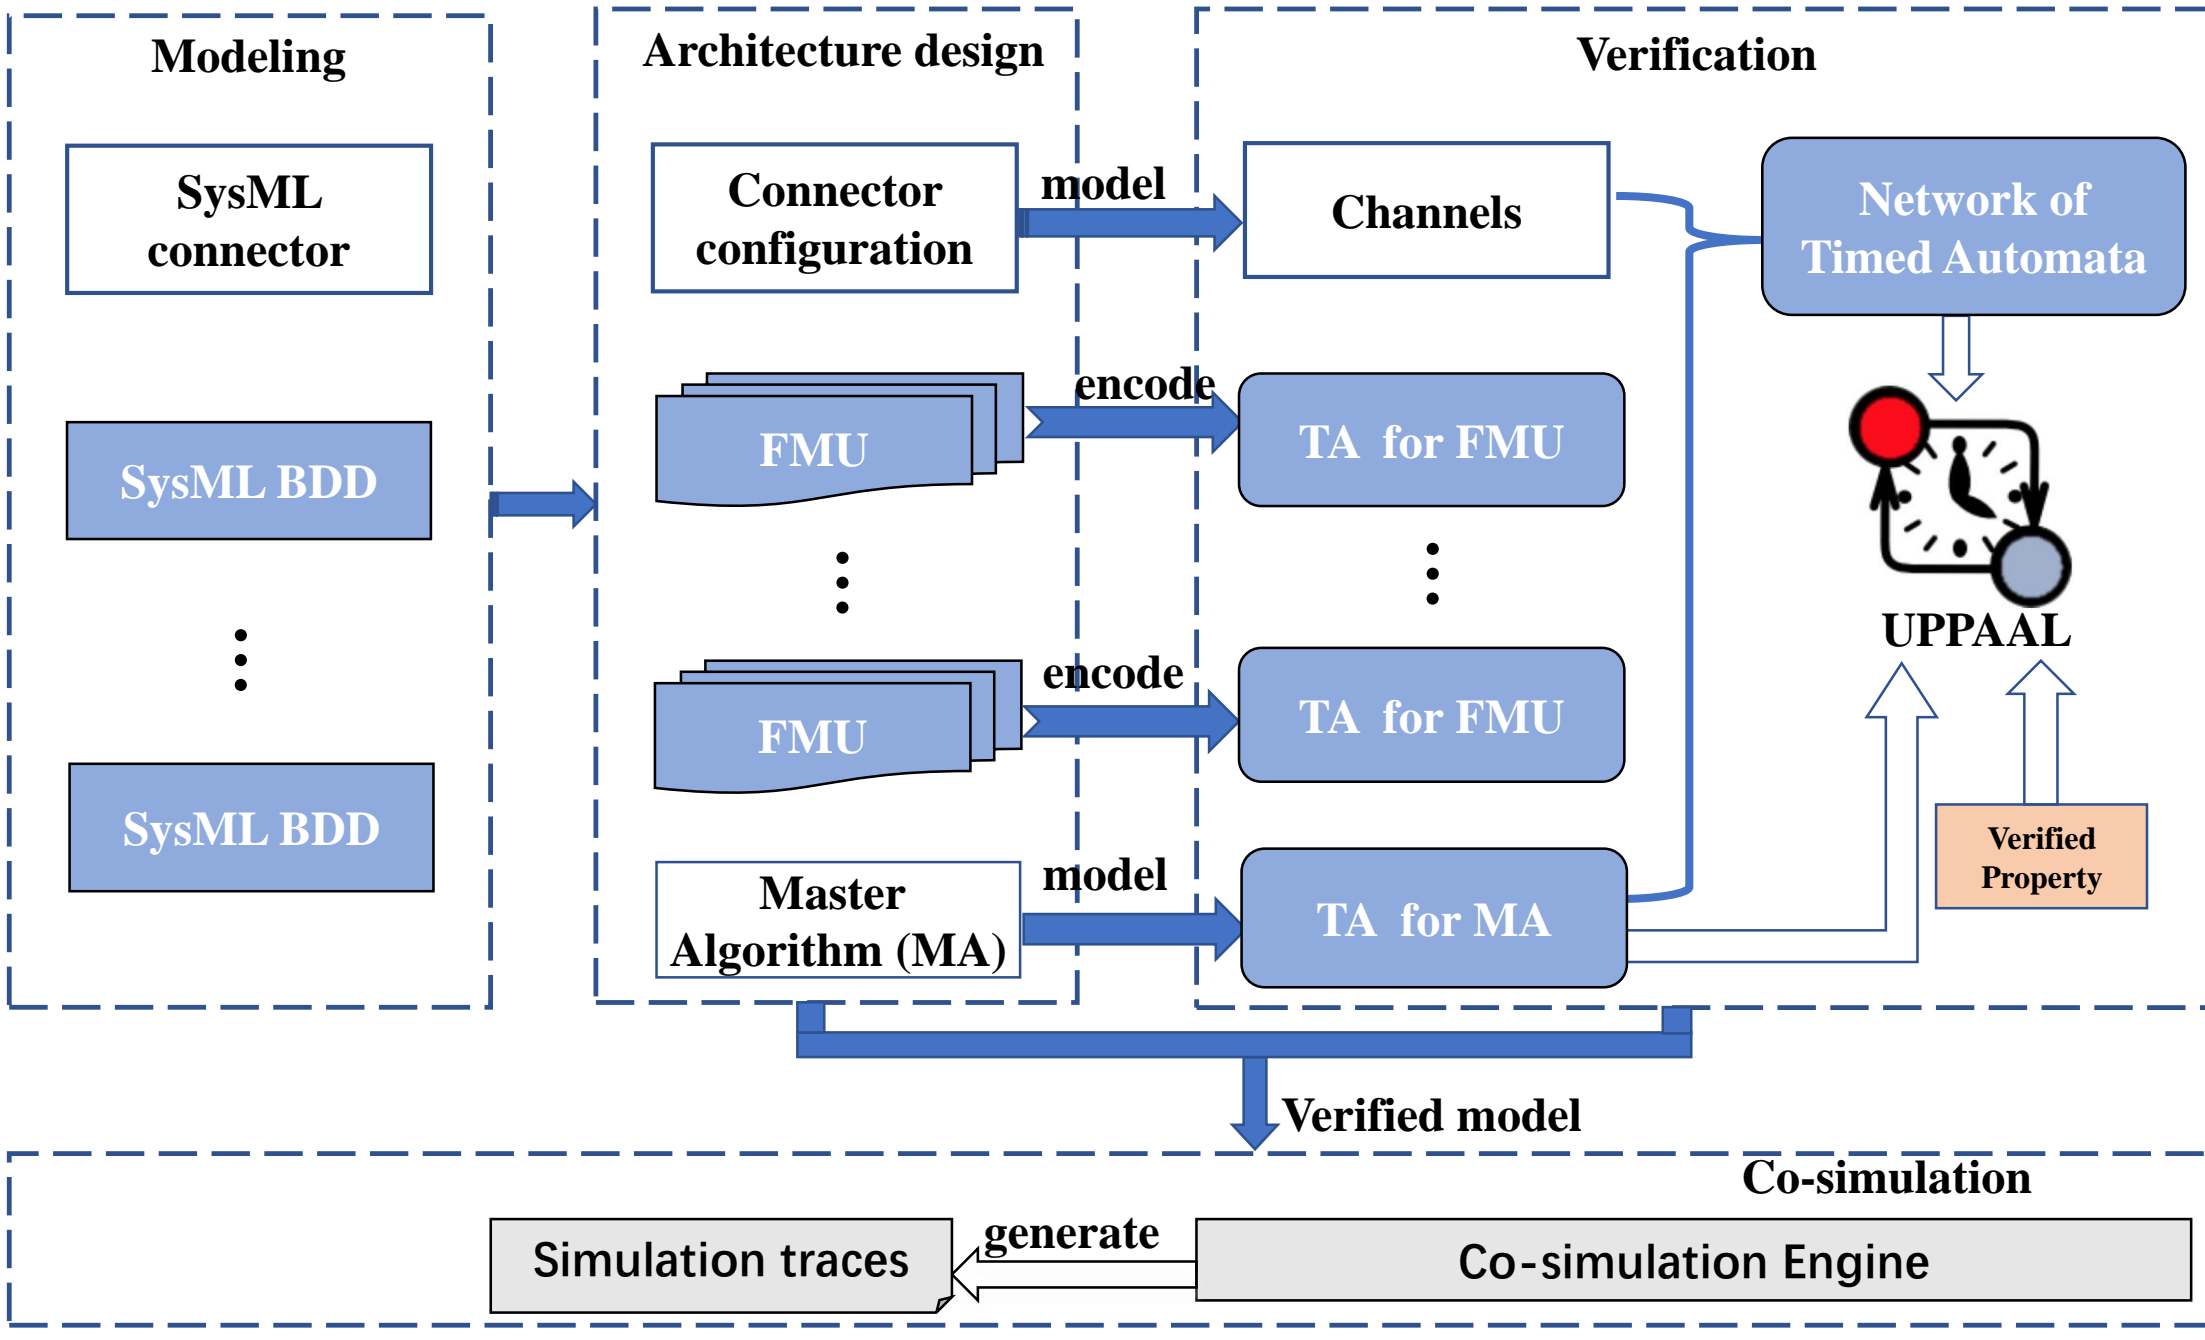 Modeling
SysML
connector
SysML BDD
SysML BDD
Architecture design
Connector
configuration
FMU
FMU
Master
Algorithm (MA)
model
encode
encode
model
Verification
Channels
TA for FMU
TA for FMU
TA for MA
Network of
Timed Automata
UPPAAL
Verified
Property
Verified model
Co-simulation
Simulation traces
generate
Co-simulation Engine